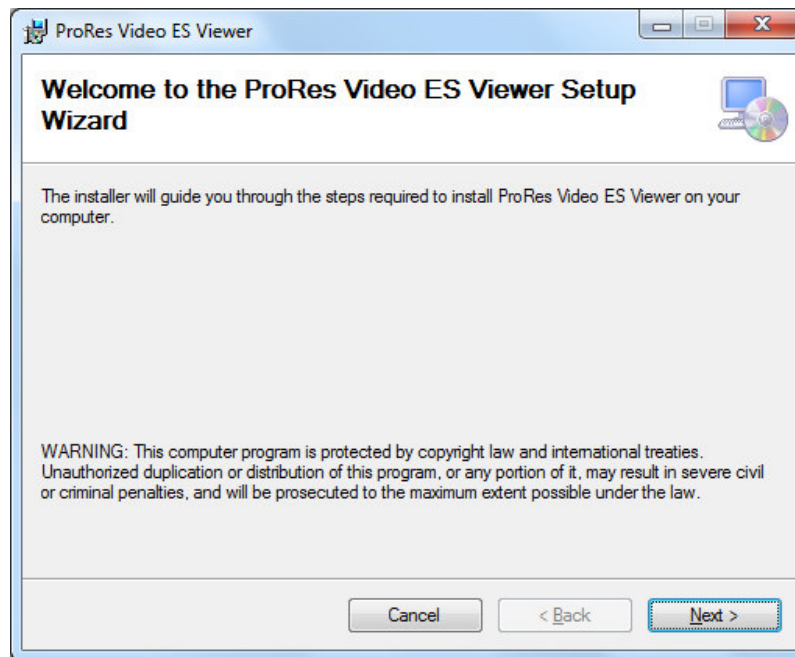 ProRes Video ES Viewer
Welcome to the ProRes Video ES Viewer Setup
Wizard
The installer will guide you through the steps required to install ProRes Video ES Viewer on your
computer.
WARNING: This computer program is protected by copyright law and international treaties.
Unauthorized duplication or distribution of this program, or any portion of it, may result in severe civil
or criminal penalties, and will be prosecuted to the maximum extent possible under the law.
Cancel
< Back
Next >